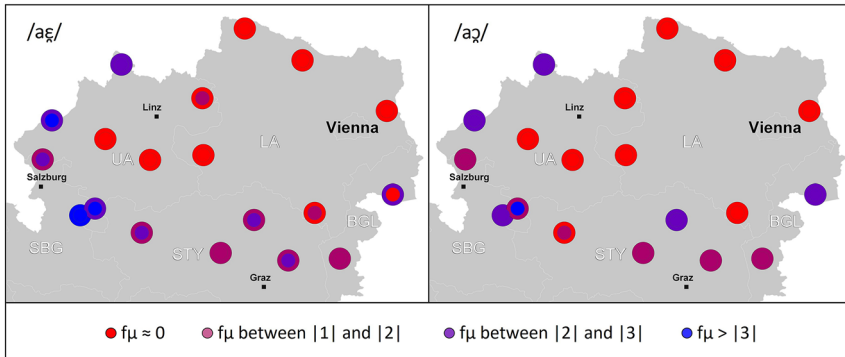 /aɛ̯/
Linz
LA
UA
Vienna
Salzburg
SBG
STY
BGL
Graz
/aɔ̯/
Linz
LA
UA
Vienna
Salzburg
SBG
STY
BGL
Graz
fμ ≈ 0 fμ between |1| and |2| fμ between |2| and |3| fμ > |3|